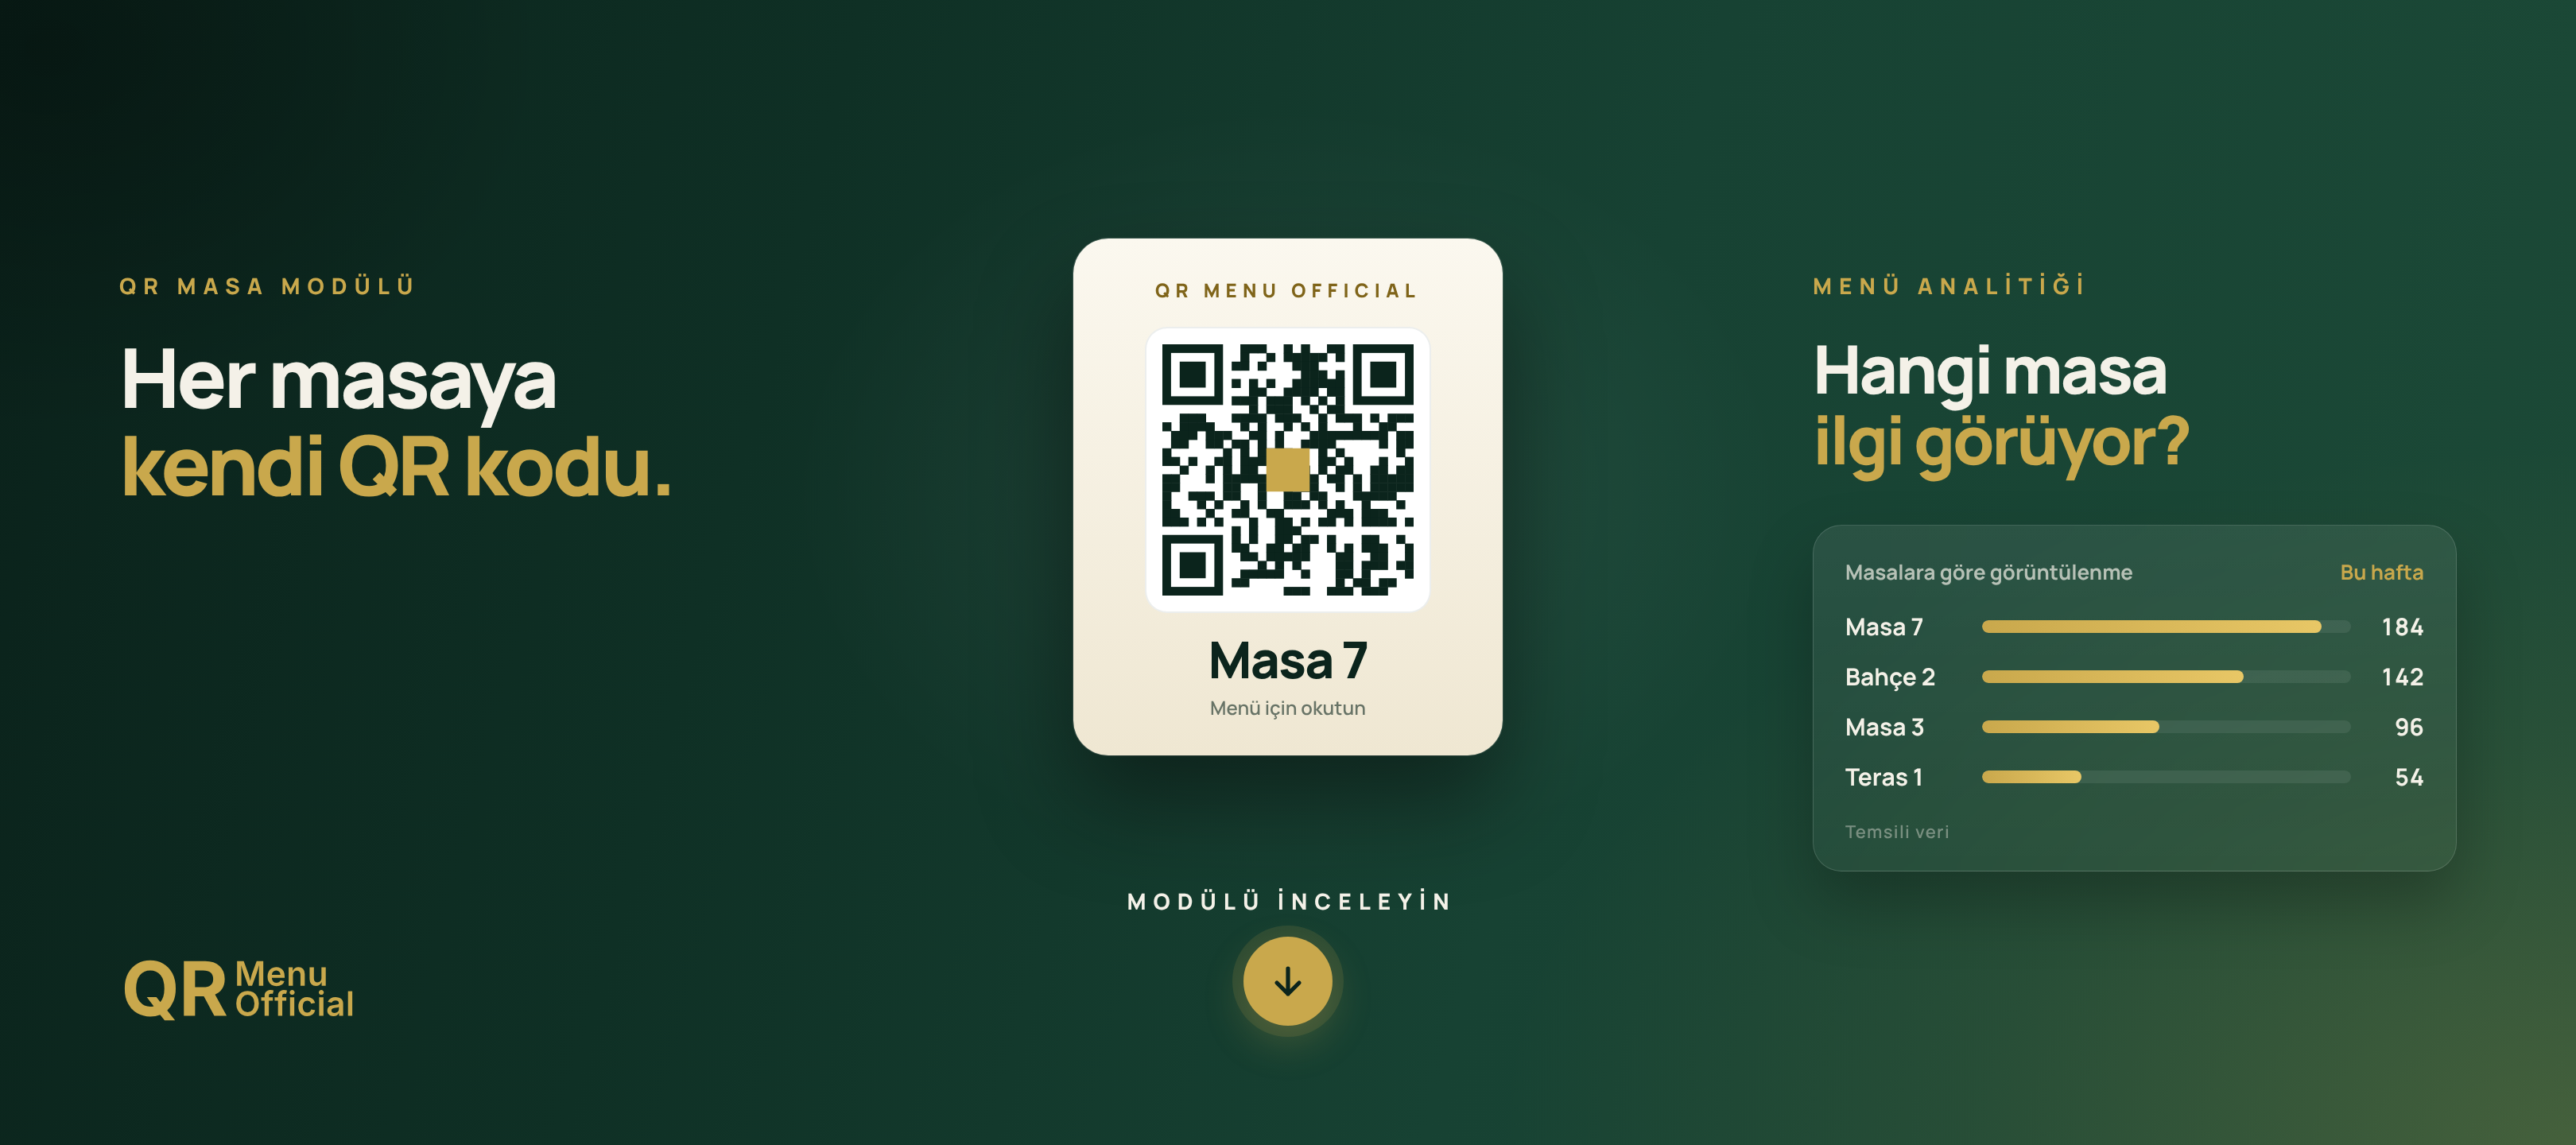 QR MASA MODÜLÜ
Her masaya
kendi QR kodu.
QR Menu
Official
QR MENU OFFICIAL
Masa 7
Menü için okutun
MODÜLÜ İNCELEYİN
MENÜ ANALİTİĞİ
Hangi masa
ilgi görüyor?
Masalara göre görüntülenme Bu hafta
Masa 7 184
Bahçe 2 142
Masa 3 96
Teras 1 54
Temsili veri